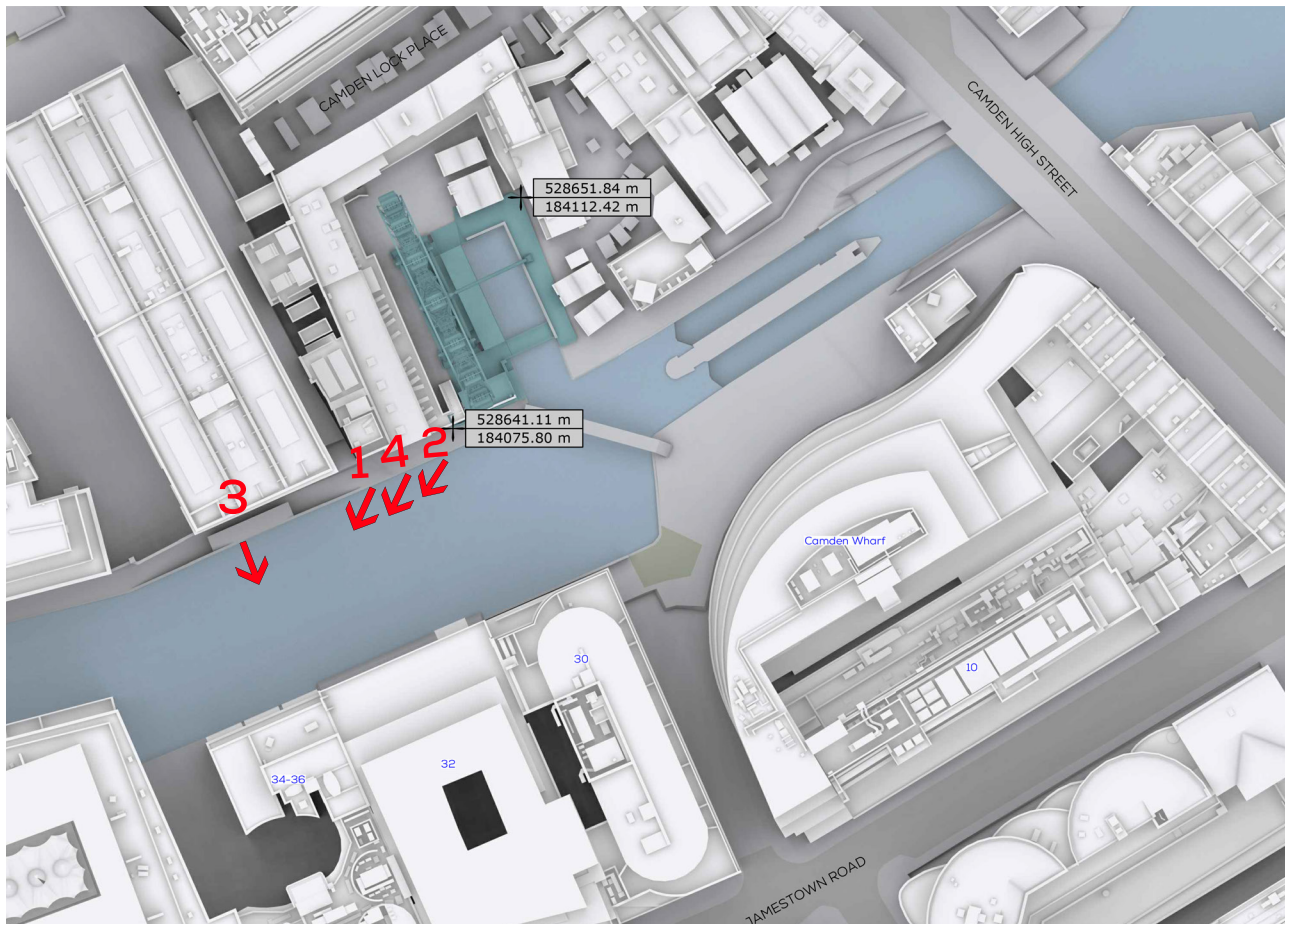 CAMDEN LOCK PLACE
CAMDEN HIGH STREET
528651.84 m
184112.42 m
528641.11 m
184075.80 m
1
4
2
3
Camden Wharf
30
10
32
34-36
JAMESTOWN ROAD